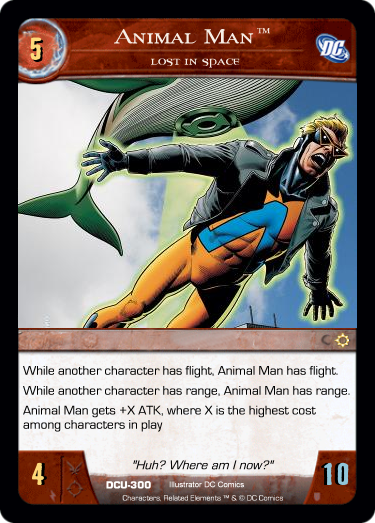 5
Animal Man™
Lost in Space
DC
While another character has flight, Animal Man has flight.
While another character has range, Animal Man has range.
Animal Man gets +X ATK, where X is the highest cost
among characters in play
"Huh? Where am I now?"
4
DCU-300 Illustrator DC Comics
10
Characters, Related Elements ™ & © DC Comics